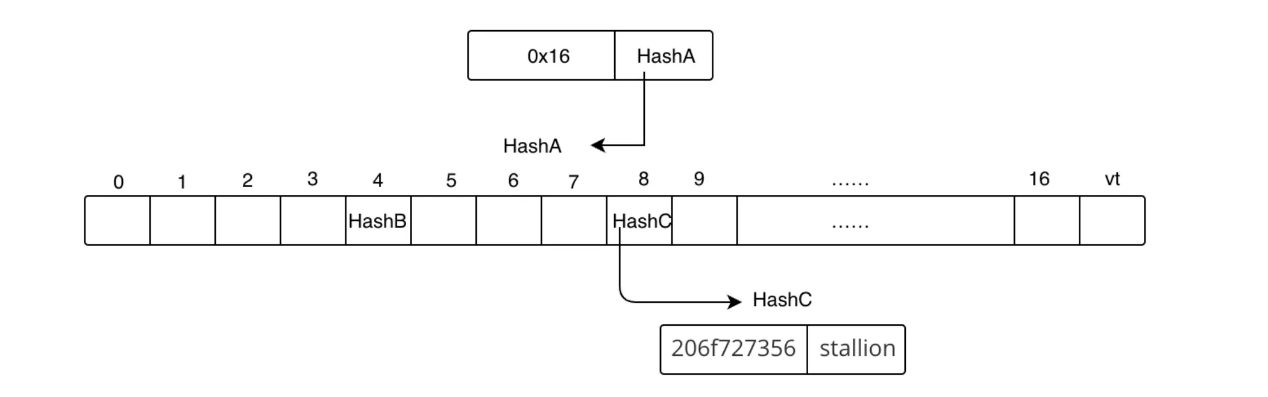 0x16 HashA
HashA
0 1 2 3 4 5 6 7 8 9 ...... 16 vt
HashB HashC ......
HashC
206f727356 stallion